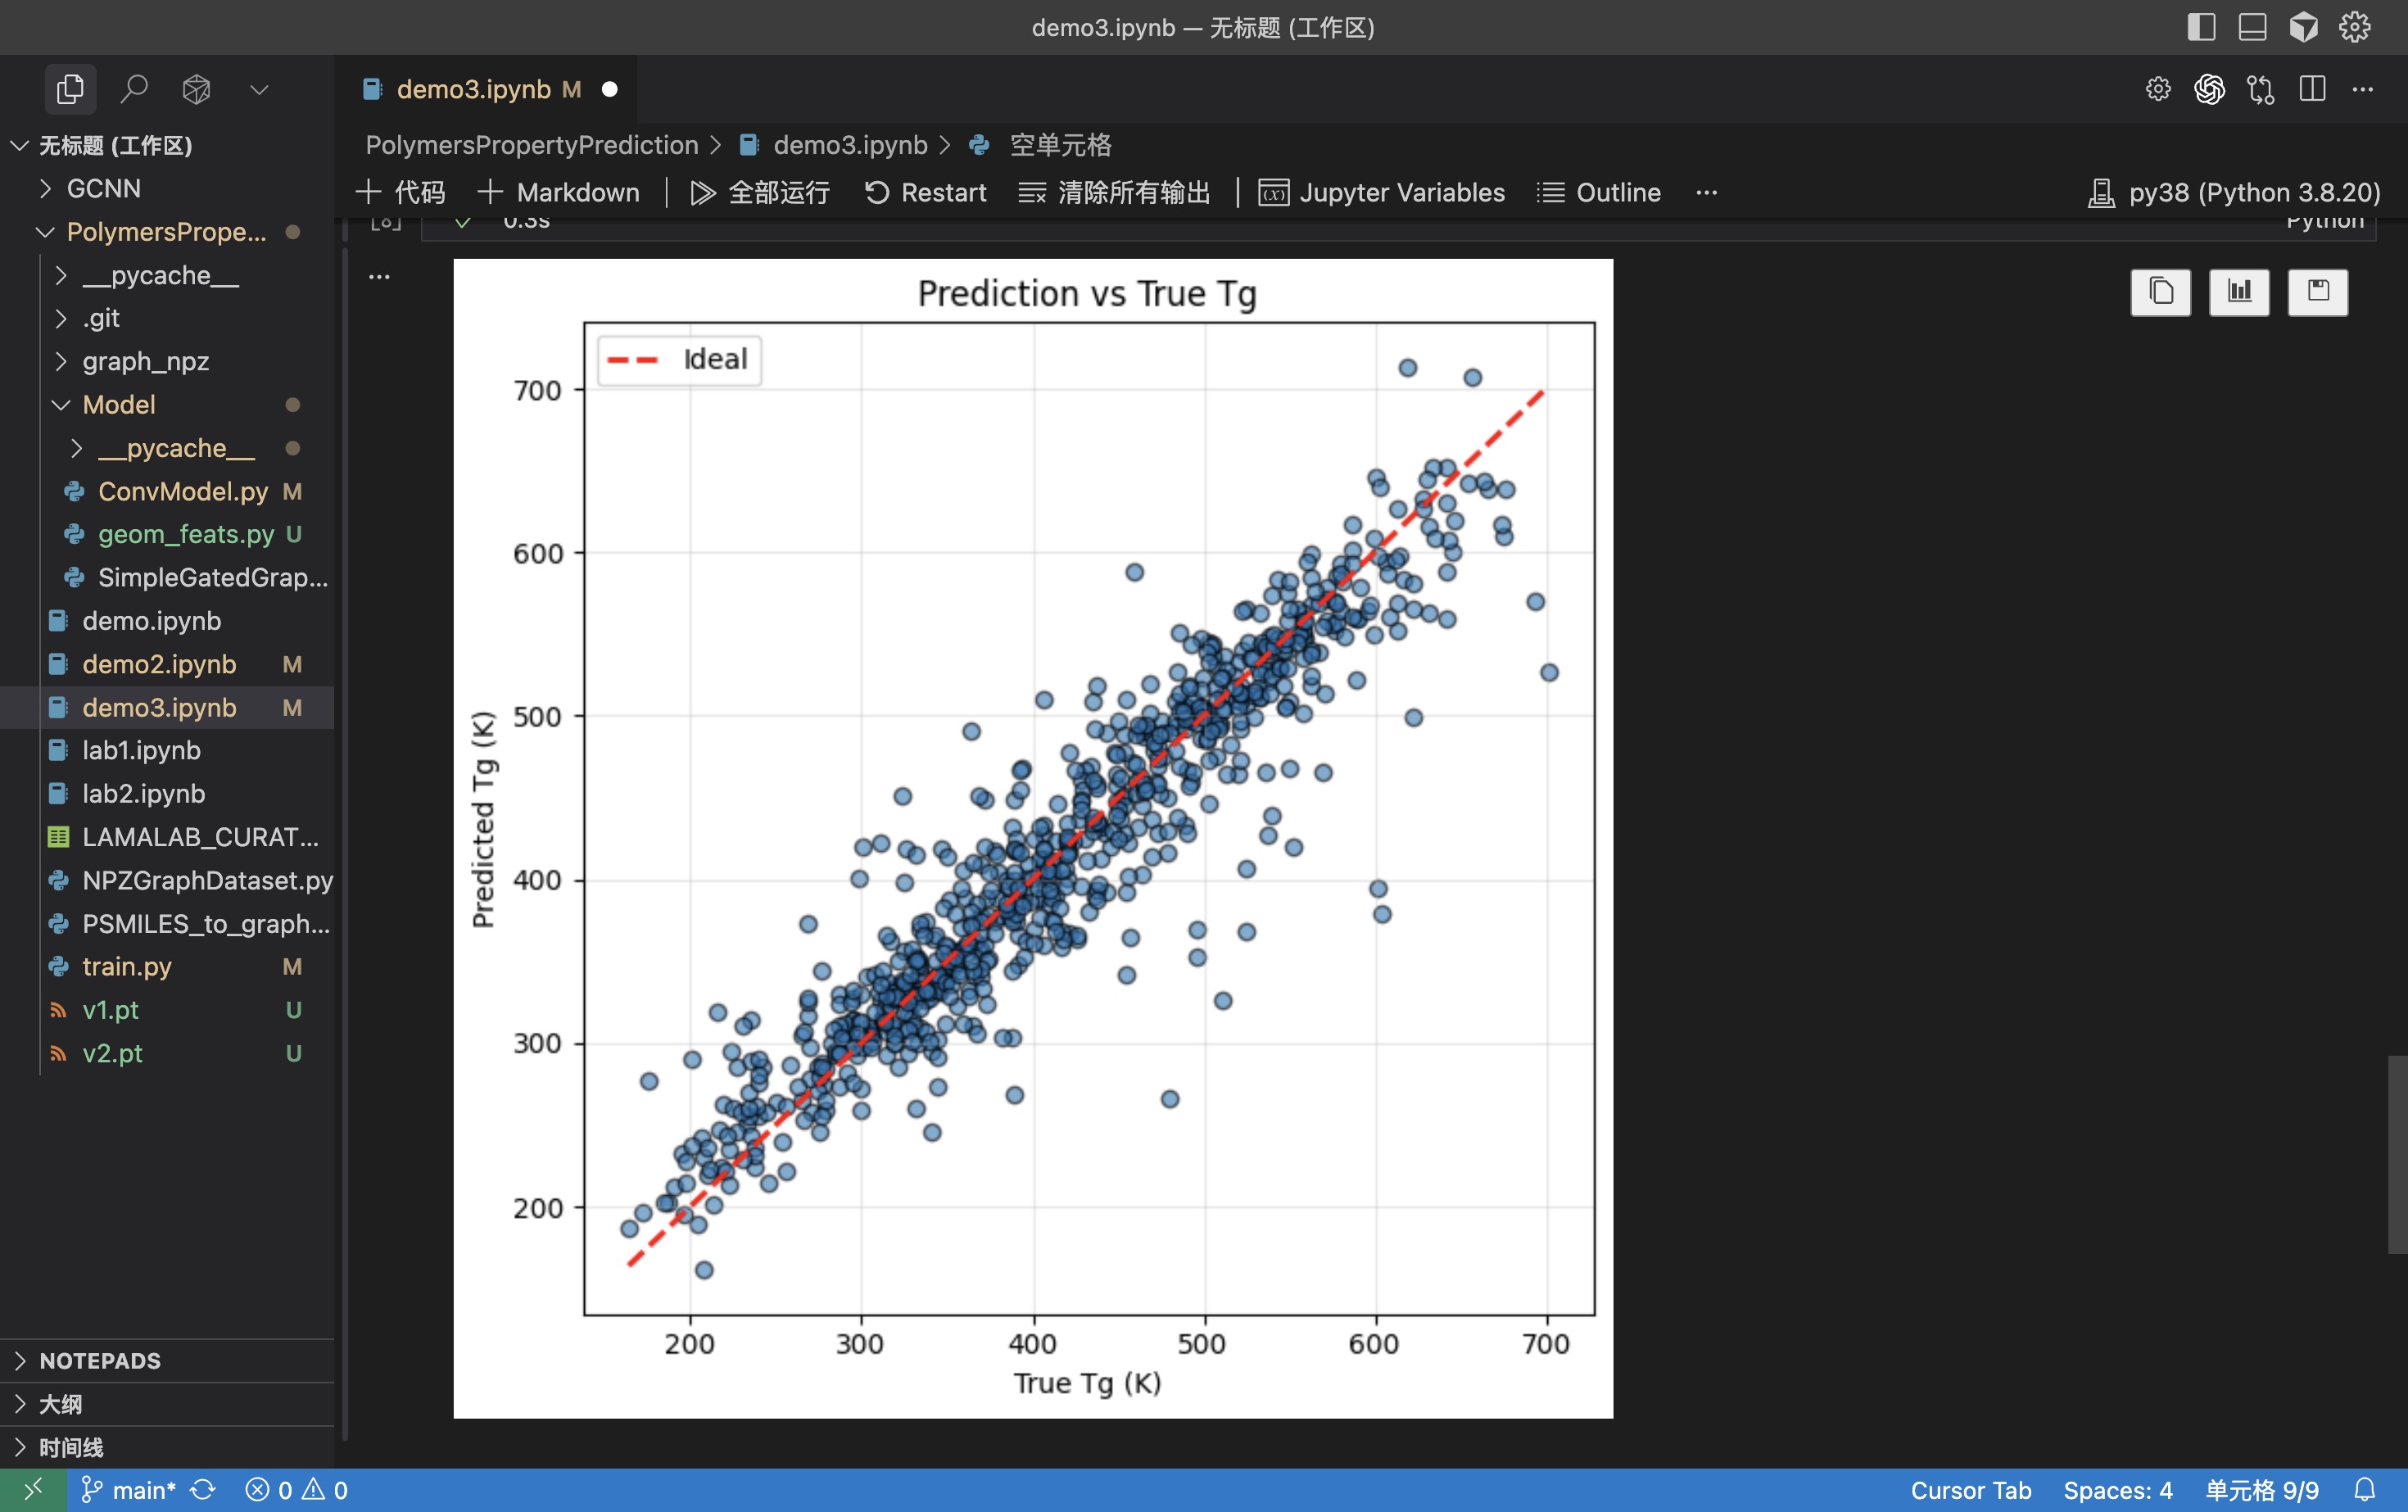 demo3.ipynb — 无标题 (工作区)
demo3.ipynb M
无标题 (工作区)
PolymersPropertyPrediction > demo3.ipynb > 空单元格
GCNN
代码 Markdown 全部运行 Restart 清除所有输出 Jupyter Variables Outline ... py38 (Python 3.8.20)
PolymersPrope...
[8] 0.3s Python
__pycache__
.git
graph_npz
Model
__pycache__
ConvModel.py M
geom_feats.py U
SimpleGatedGrap...
demo.ipynb
demo2.ipynb M
demo3.ipynb M
lab1.ipynb
lab2.ipynb
LAMALAB_CURAT...
NPZGraphDataset.py
PSMILES_to_graph...
train.py M
v1.pt U
v2.pt U
NOTEPADS
大纲
时间线
Prediction vs True Tg
Ideal
700
600
500
400
300
200
Predicted Tg (K)
200 300 400 500 600 700
True Tg (K)
main* 0 0 Cursor Tab Spaces: 4 单元格 9/9